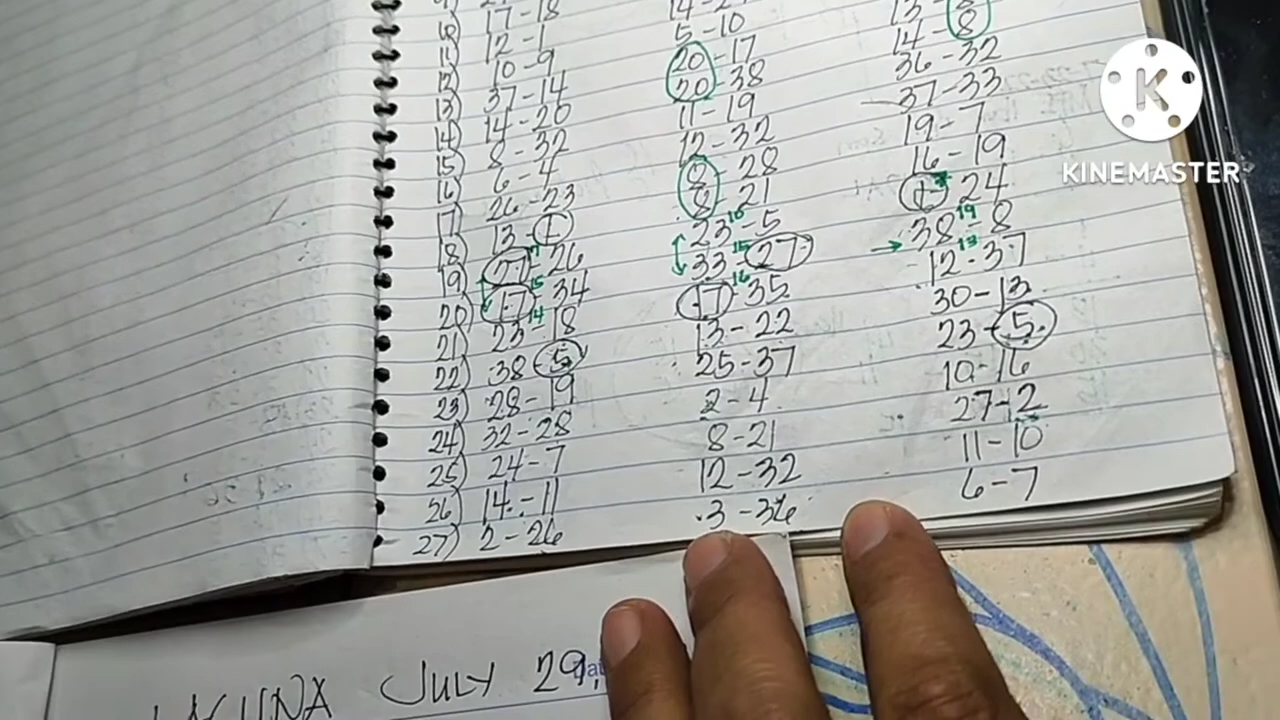 10) 17-18 14-2
11) 12-1 5-10 14-8
12) 10-9 20-17 36-32
13) 37-14 20-38 37-33
14) 14-20 11-19 19-7
15) 8-32 12-32 16-19
16) 6-4 8-28 1-24
17) 26-23 8-21 38-8
18) 13-1 23-5 12-37
19) 27-26 33-27 30-13
20) 17-34 17-35 23-5
21) 23-18 13-22 10-16
22) 38-5 25-37 27-12
23) 28-19 2-4 11-10
24) 32-28 8-21 6-7
25) 24-7 12-32
26) 14-11 3-36
27) 2-26
JULY 29,
K
KINEMASTER